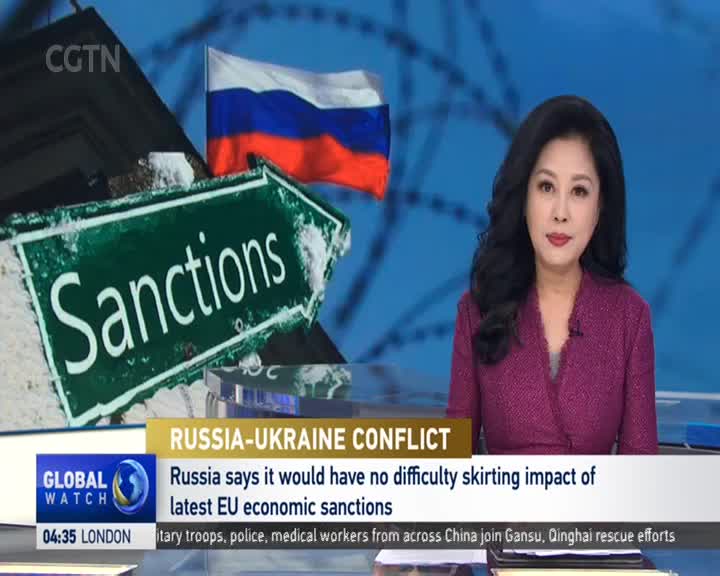 CGTN
Sanctions
RUSSIA-UKRAINE CONFLICT
Russia says it would have no difficulty skirting impact of
latest EU economic sanctions
GLOBAL
WATCH
04:35 LONDON
itary troops, police, medical workers from across China join Gansu, Qinghai rescue efforts